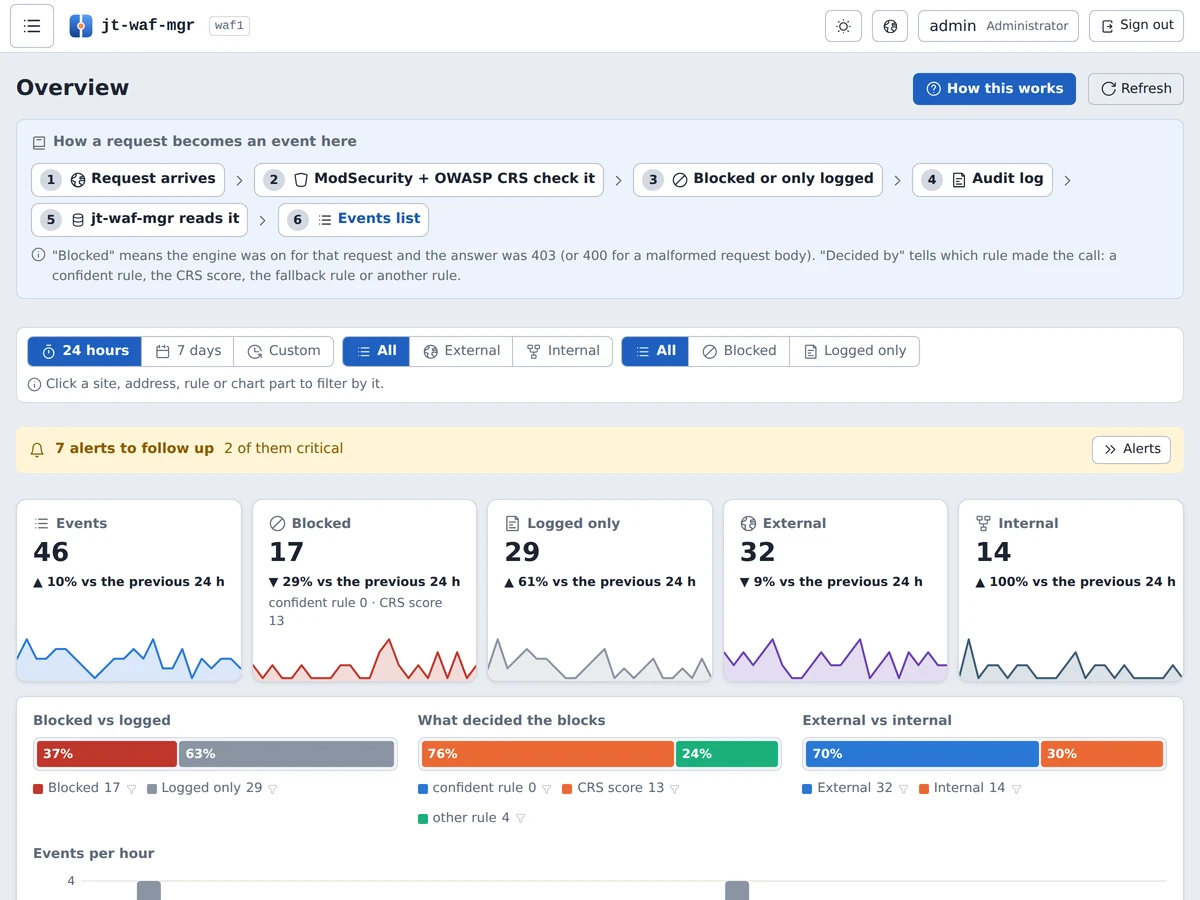 jt-waf-mgr waf1 admin Administrator Sign out
Overview How this works Refresh
How a request becomes an event here
1 Request arrives 2 ModSecurity + OWASP CRS check it 3 Blocked or only logged 4 Audit log
5 jt-waf-mgr reads it 6 Events list
"Blocked" means the engine was on for that request and the answer was 403 (or 400 for a malformed request body). "Decided by" tells which rule made the call: a
confident rule, the CRS score, the fallback rule or another rule.
24 hours 7 days Custom All External Internal All Blocked Logged only
Click a site, address, rule or chart part to filter by it.
7 alerts to follow up 2 of them critical Alerts
Events
46
▲ 10% vs the previous 24 h
Blocked
17
▼ 29% vs the previous 24 h
confident rule 0 · CRS score
13
Logged only
29
▲ 61% vs the previous 24 h
External
32
▼ 9% vs the previous 24 h
Internal
14
▲ 100% vs the previous 24 h
Blocked vs logged
37% 63%
Blocked 17 Logged only 29
What decided the blocks
76% 24%
confident rule 0 CRS score 13
other rule 4
External vs internal
70% 30%
External 32 Internal 14
Events per hour
4